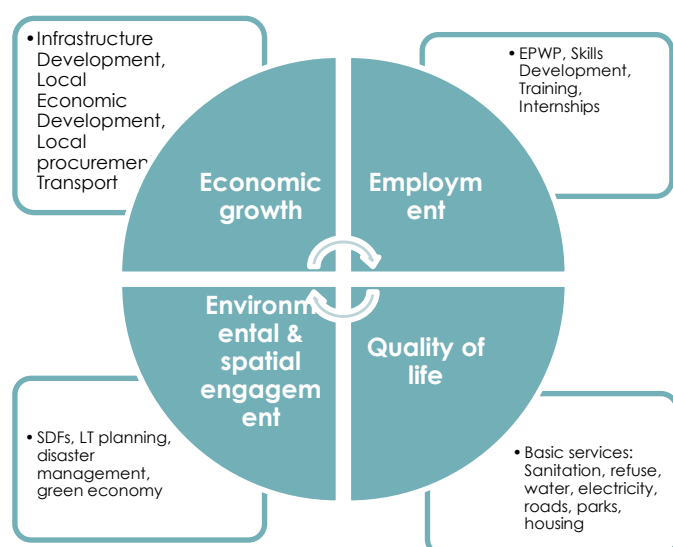 •Infrastructure
Development,
Local
Economic
Development,
Local
procuremen
Transport
• EPWP, Skills
Development,
Training,
Internships
Economic
growth
Employm
ent
Environm
ental &
spatial
engagem
ent
Quality of
life
• SDFs, LT planning,
disaster
management,
green economy
• Basic services:
Sanitation, refuse,
water, electricity,
roads, parks,
housing